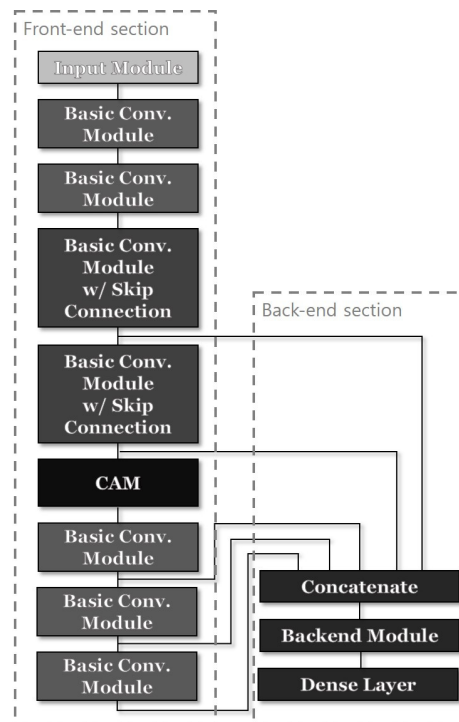 Front-end section
Input Module
Basic Conv.
Module
Basic Conv.
Module
Basic Conv.
Module
w/ Skip
Connection
Basic Conv.
Module
w/ Skip
Connection
CAM
Basic Conv.
Module
Basic Conv.
Module
Basic Conv.
Module
Back-end section
Concatenate
Backend Module
Dense Layer